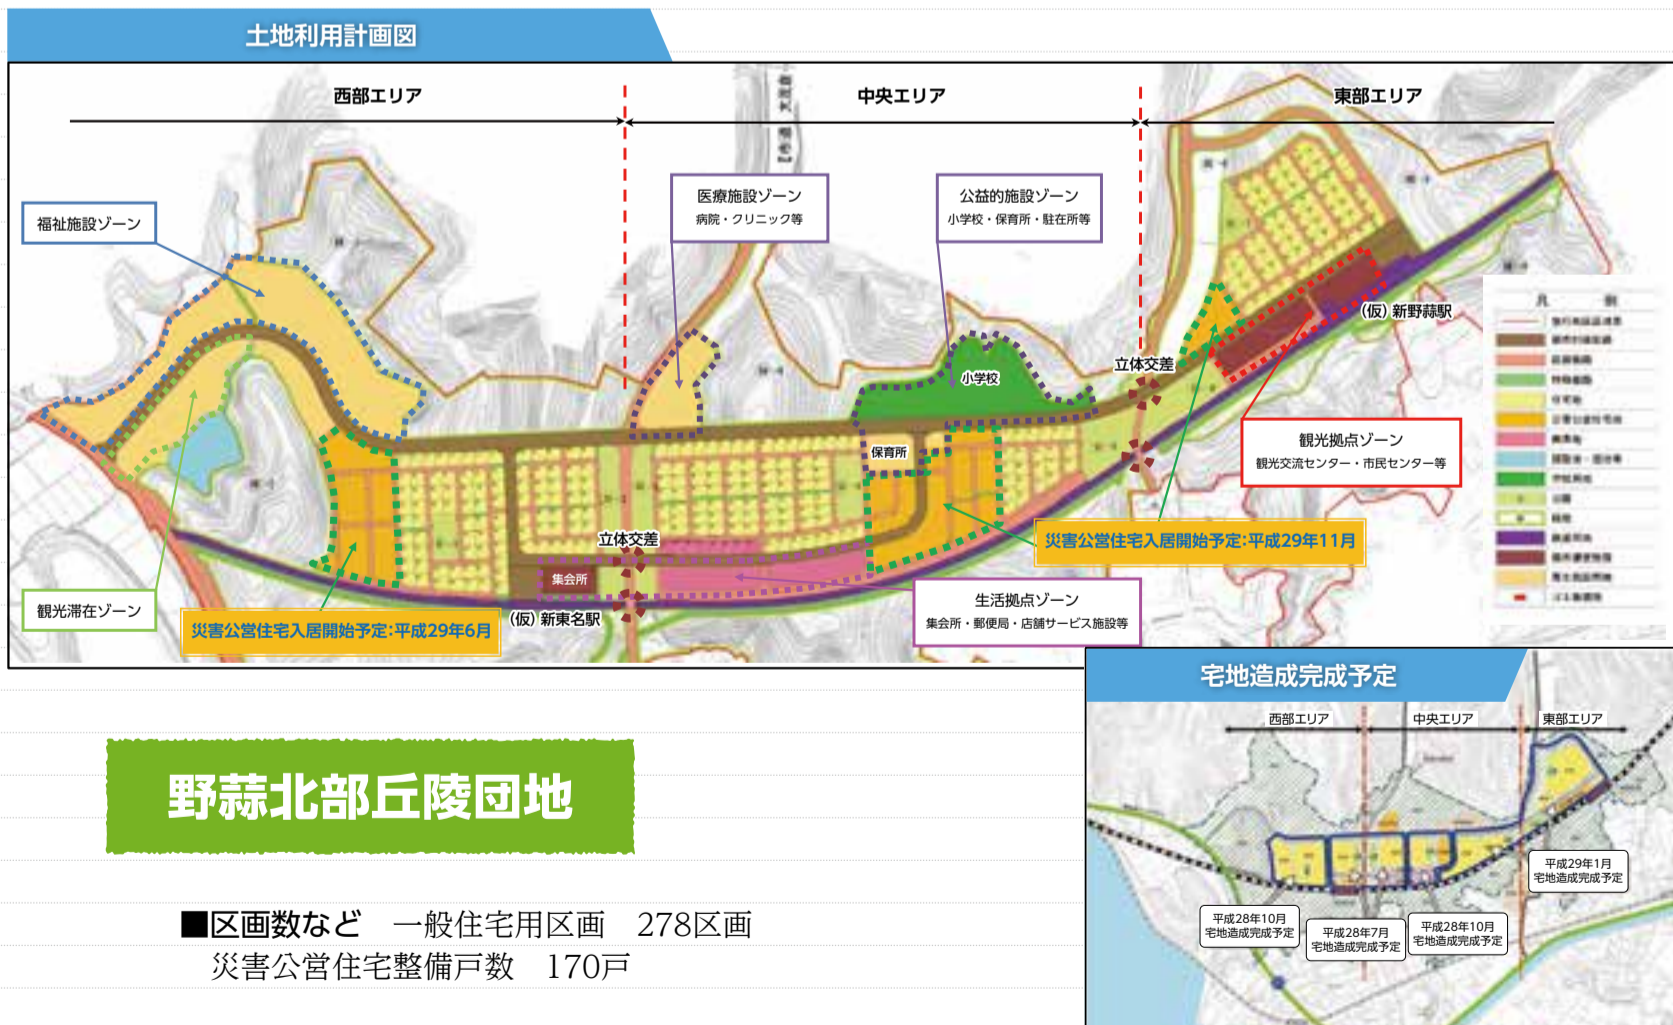 土地利用計画図
西部エリア
中央エリア
東部エリア
福祉施設ゾーン
医療施設ゾーン
病院・クリニック等
公益的施設ゾーン
小学校・保育所・駐在所等
(仮) 新野蒜駅
立体交差
小学校
保育所
観光拠点ゾーン
観光交流センター・市民センター等
災害公営住宅入居開始予定:平成29年11月
立体交差
集会所
生活拠点ゾーン
集会所・郵便局・店舗サービス施設等
観光滞在ゾーン
災害公営住宅入居開始予定:平成29年6月
(仮) 新東名駅
凡 例
宅地造成完成予定
西部エリア
中央エリア
東部エリア
平成29年1月
宅地造成完成予定
平成28年10月
宅地造成完成予定
平成28年7月
宅地造成完成予定
平成28年10月
宅地造成完成予定
野蒜北部丘陵団地
■区画数など 一般住宅用区画 278区画
災害公営住宅整備戸数 170戸